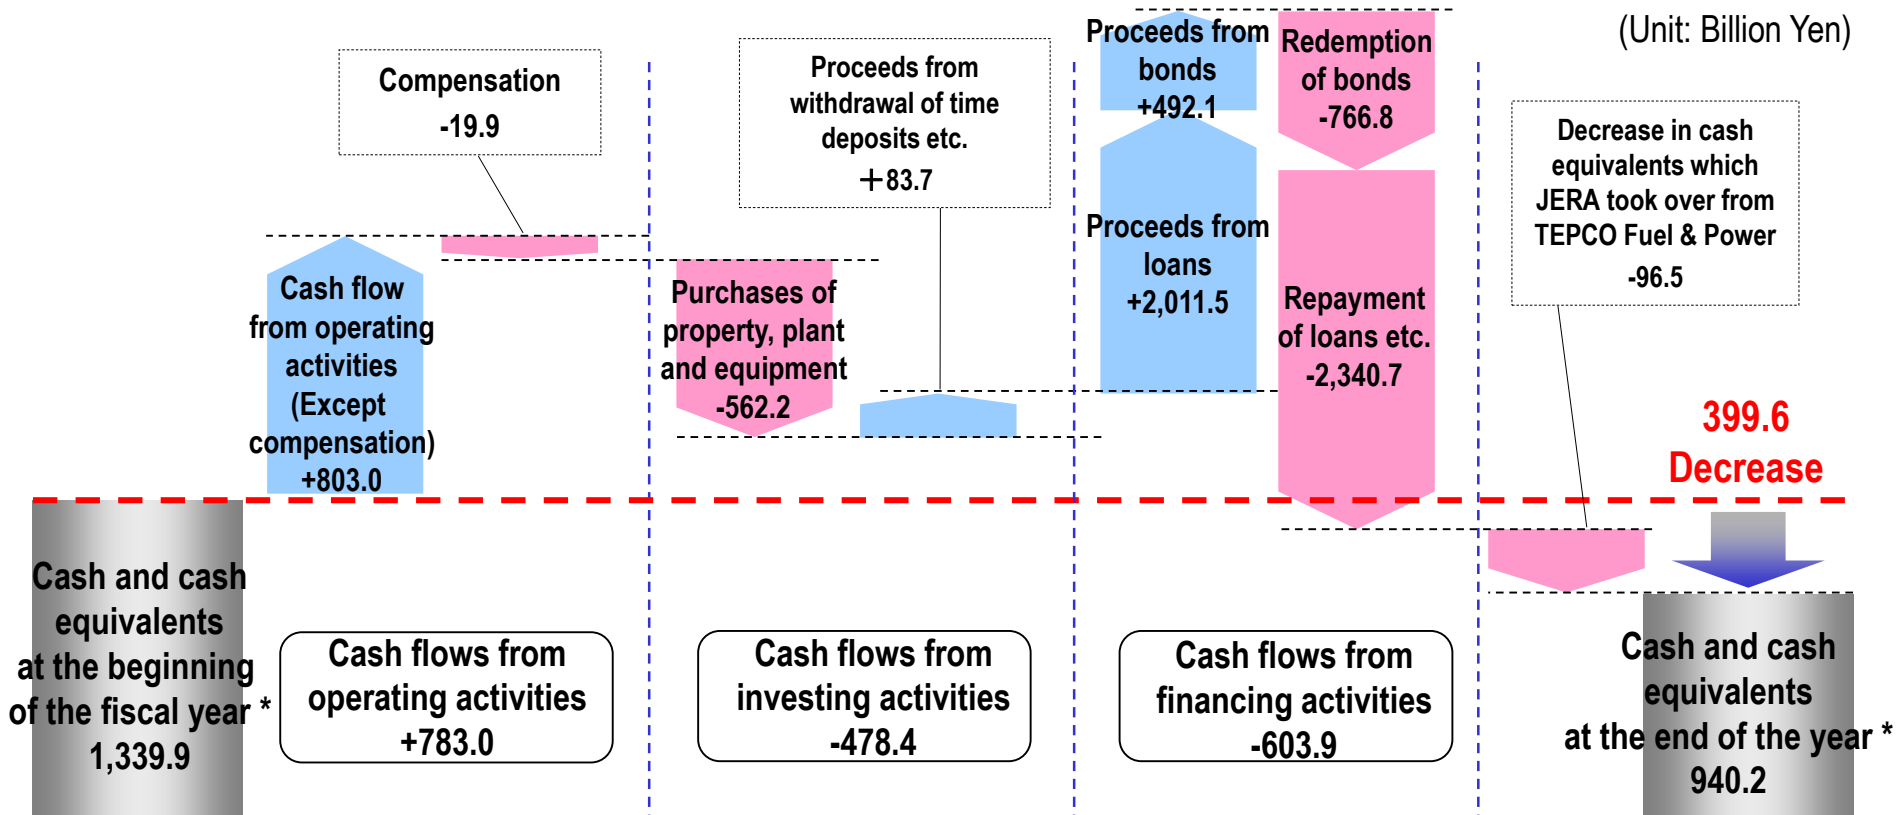 (Unit: Billion Yen)
Compensation
-19.9
Proceeds from
withdrawal of time
deposits etc.
+83.7
Proceeds from
bonds
+492.1
Redemption
of bonds
-766.8
Decrease in cash
equivalents which
JERA took over from
TEPCO Fuel & Power
-96.5
Cash flow
from operating
activities
(Except
compensation)
+803.0
Purchases of
property, plant
and equipment
-562.2
Proceeds from
loans
+2,011.5
Repayment
of loans etc.
-2,340.7
399.6
Decrease
Cash and cash
equivalents
at the beginning
of the fiscal year *
1,339.9
Cash flows from
operating activities
+783.0
Cash flows from
investing activities
-478.4
Cash flows from
financing activities
-603.9
Cash and cash
equivalents
at the end of the year *
940.2